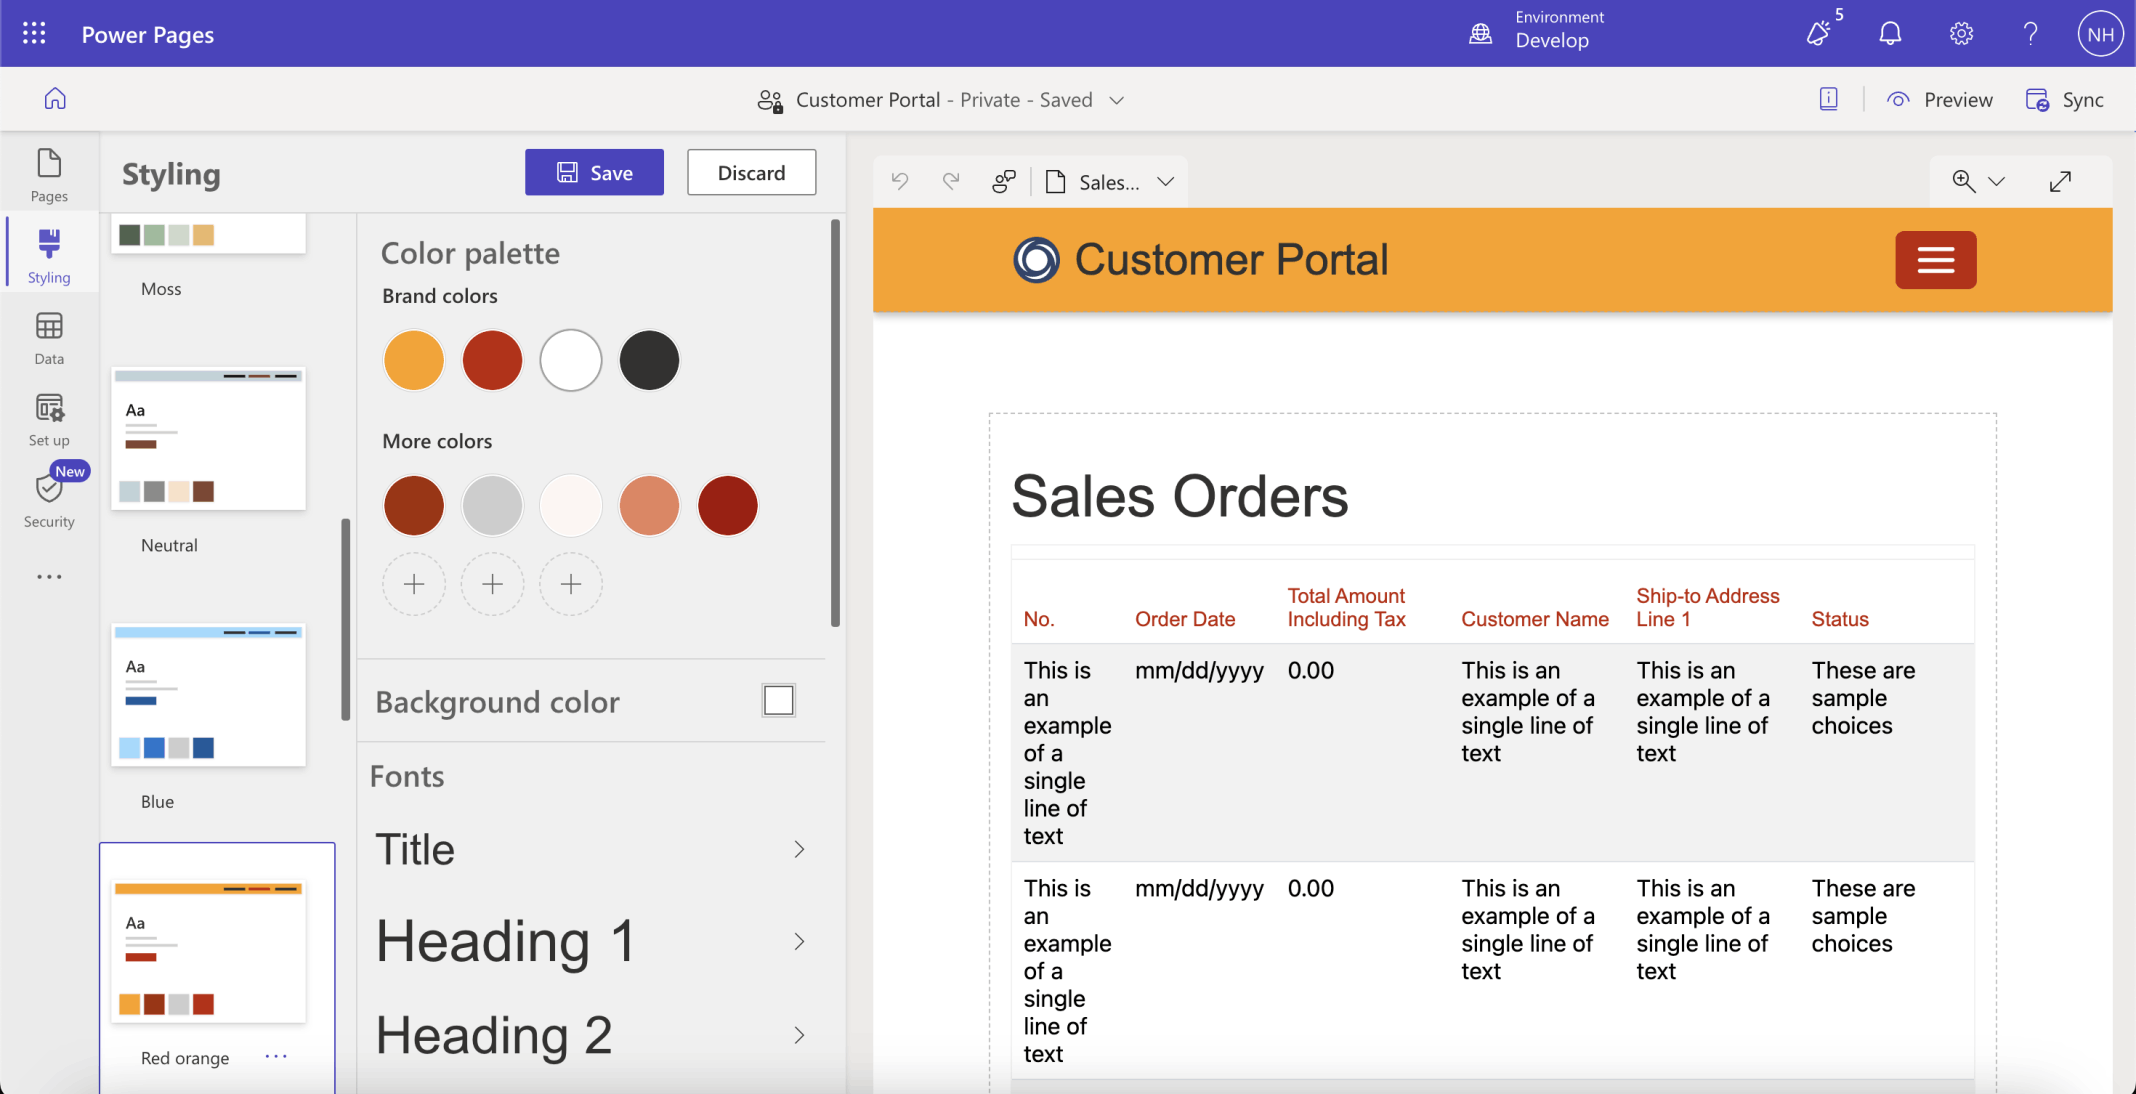 Power Pages
Environment
Develop
5
NH
Customer Portal - Private - Saved
Preview
Sync
Pages
Styling
Data
Set up
New
Security
Styling
Save
Discard
Moss
Aa
Neutral
Aa
Blue
Aa
Red orange
Color palette
Brand colors
More colors
Background color
Fonts
Title
Heading 1
Heading 2
Sales...
Customer Portal
Sales Orders
No.
Order Date
Total Amount
Including Tax
Customer Name
Ship-to Address
Line 1
Status
This is
an
example
of a
single
line of
text
mm/dd/yyyy
0.00
This is an
example of a
single line of
text
This is an
example of a
single line of
text
These are
sample
choices
This is
an
example
of a
single
line of
text
mm/dd/yyyy
0.00
This is an
example of a
single line of
text
This is an
example of a
single line of
text
These are
sample
choices